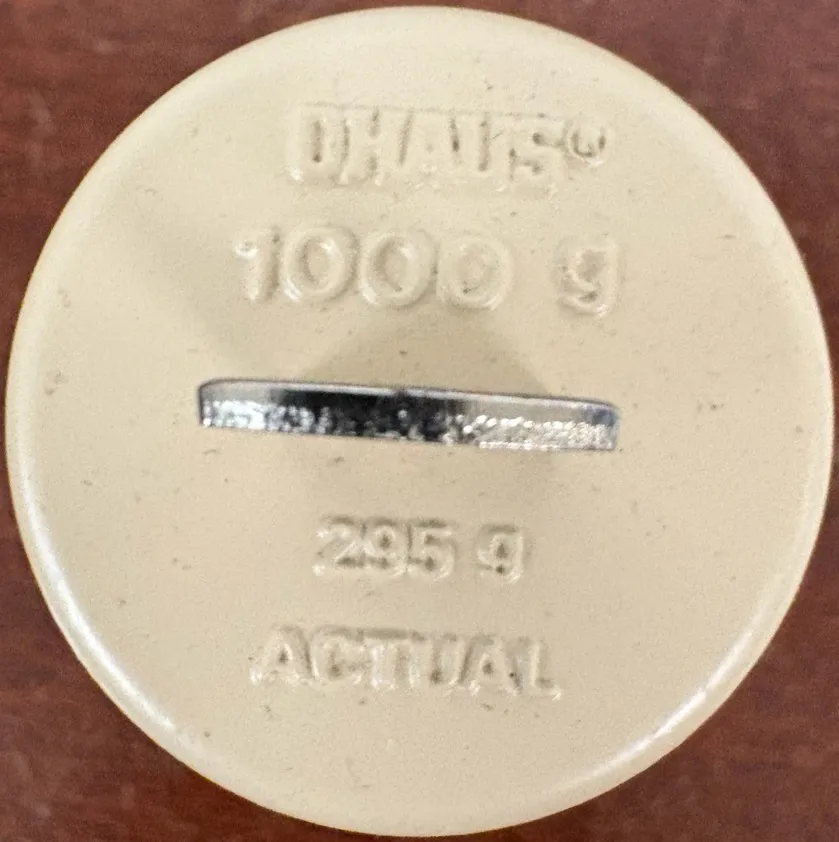 OHAUS®
1000 g
295 g
ACTUAL